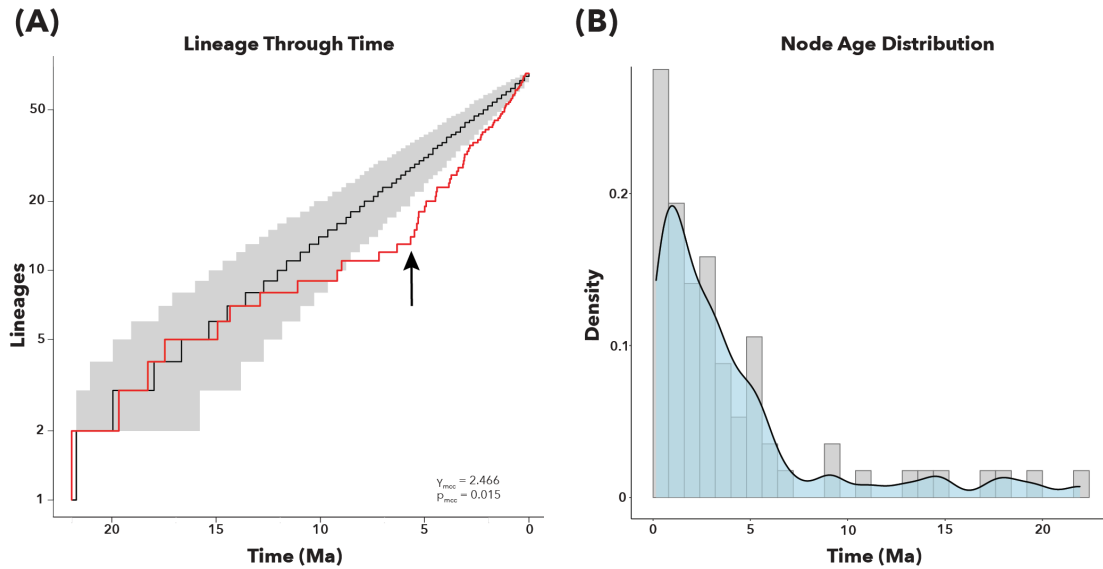 (A)
Lineage Through Time
Lineages
50
20
10
5
2
1
γmcc = 2.466
pmcc = 0.015
20
15
10
5
0
Time (Ma)
(B)
Node Age Distribution
Density
0.2
0.1
0
0
5
10
15
20
Time (Ma)